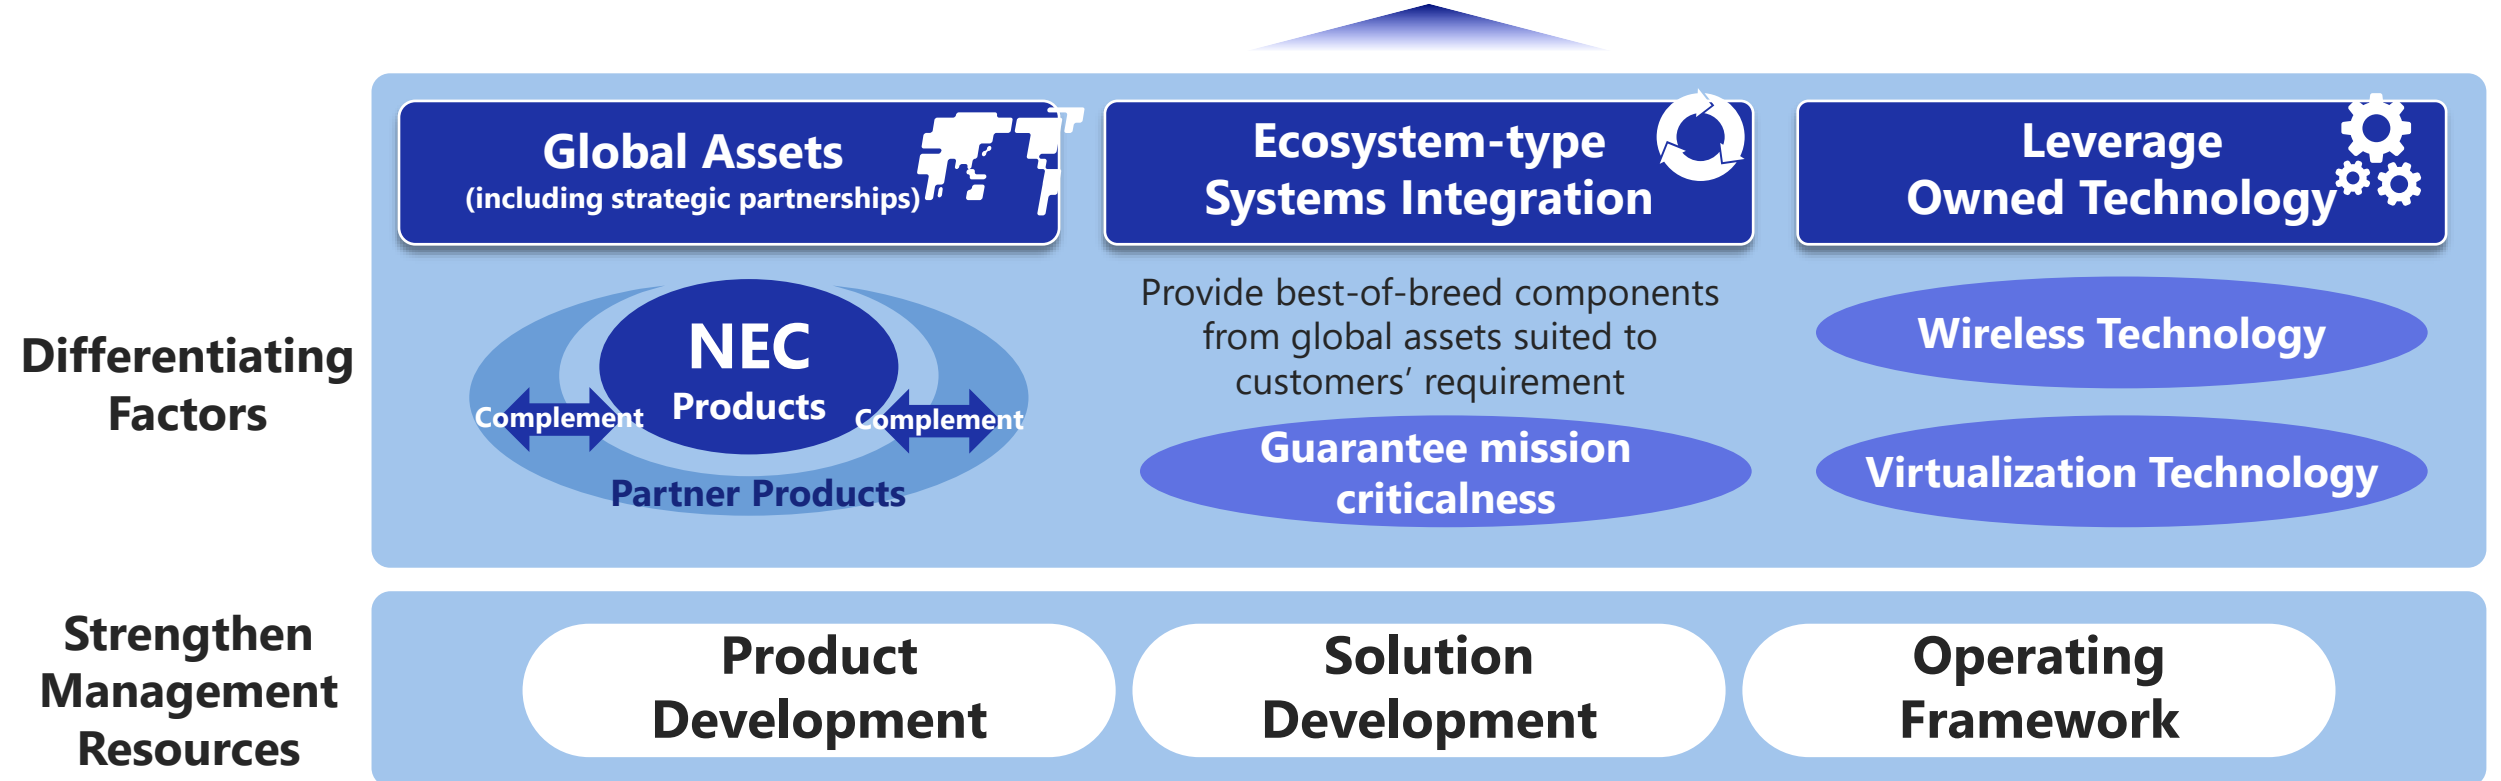 Differentiating
Factors
Global Assets
(including strategic partnerships)
NEC
Products
Complement
Complement
Partner Products
Ecosystem-type
Systems Integration
Provide best-of-breed components
from global assets suited to
customers’ requirement
Guarantee mission
criticalness
Leverage
Owned Technology
Wireless Technology
Virtualization Technology
Strengthen
Management
Resources
Product
Development
Solution
Development
Operating
Framework